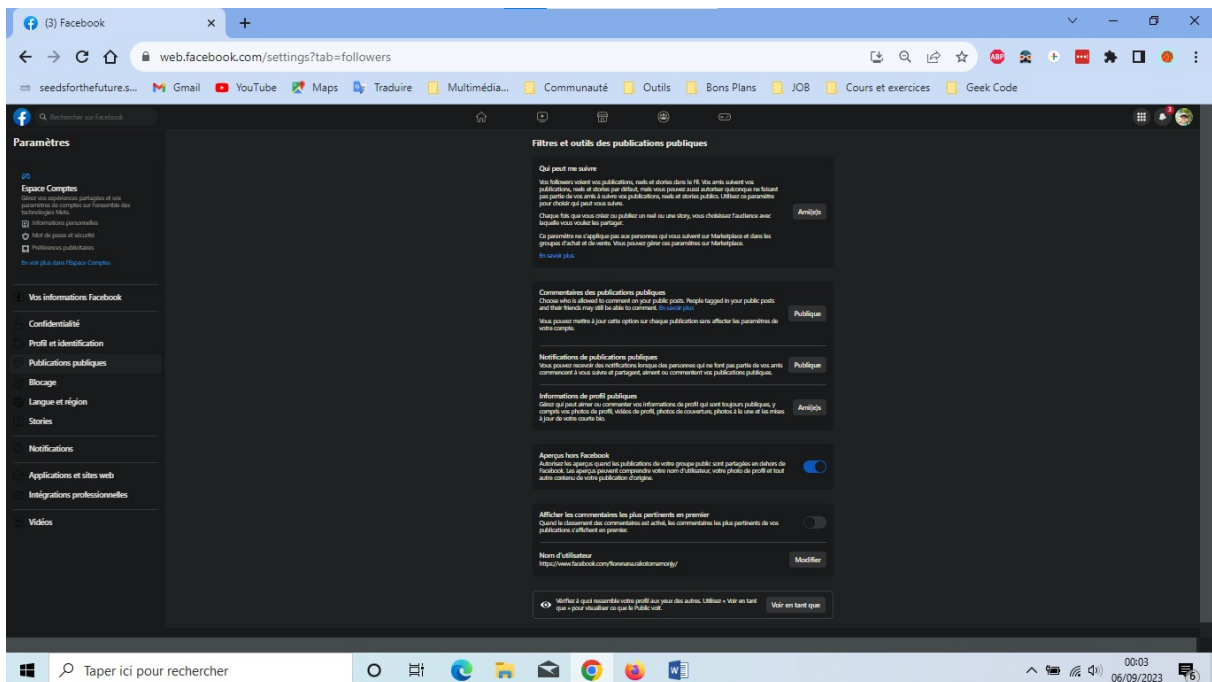 (3) Facebook
web.facebook.com/settings?tab=followers
ABP
seedsforthefuture.s... Gmail YouTube Maps Traduire Multimédia... Communauté Outils Bons Plans JOB Cours et exercices Geek Code
Rechercher sur Facebook
3
Paramètres
Espace Comptes
Gérez vos expériences partagées et vos
paramètres de comptes sur l'ensemble des
technologies Meta.
Informations personnelles
Mot de passe et sécurité
Préférences publicitaires
En voir plus dans l'Espace Comptes
Vos informations Facebook
Confidentialité
Profil et identification
Publications publiques
Blocage
Langue et région
Stories
Notifications
Applications et sites web
Intégrations professionnelles
Vidéos
Filtres et outils des publications publiques
Qui peut me suivre
Vos followers voient vos publications, reels et stories dans le Fil. Vos amis suivent vos
publications, reels et stories par défaut, mais vous pouvez aussi autoriser quiconque ne faisant
pas partie de vos amis à suivre vos publications, reels et stories publics. Utilisez ce paramètre
pour choisir qui peut vous suivre.
Chaque fois que vous créez ou publiez un reel ou une story, vous choisissez l'audience avec
laquelle vous voulez les partager.
Ami(e)s
Ce paramètre ne s'applique pas aux personnes qui vous suivent sur Marketplace et dans les
groupes d'achat et de vente. Vous pouvez gérer ces paramètres sur Marketplace.
En savoir plus
Commentaires des publications publiques
Choose who is allowed to comment on your public posts. People tagged in your public posts
and their friends may still be able to comment. En savoir plus
Publique
Vous pouvez mettre à jour cette option sur chaque publication sans affecter les paramètres de
votre compte.
Notifications de publications publiques
Vous pouvez recevoir des notifications lorsque des personnes qui ne font pas partie de vos amis
commencent à vous suivre et partagent, aiment ou commentent vos publications publiques.
Publique
Informations de profil publiques
Gérez qui peut aimer ou commenter vos informations de profil qui sont toujours publiques, y
compris vos photos de profil, vidéos de profil, photos de couverture, photos à la une et les mises
à jour de votre courte bio.
Ami(e)s
Aperçus hors Facebook
Autorisez les aperçus quand les publications de votre groupe public sont partagées en dehors de
Facebook. Les aperçus peuvent comprendre votre nom d'utilisateur, votre photo de profil et tout
autre contenu de votre publication d'origine.
Afficher les commentaires les plus pertinents en premier
Quand le classement des commentaires est activé, les commentaires les plus pertinents de vos
publications s'affichent en premier.
Nom d'utilisateur
https://www.facebook.com/florenana.rakotomamonjy/
Modifier
Vérifiez à quoi ressemble votre profil aux yeux des autres. Utilisez « Voir en tant
que » pour visualiser ce que le Public voit.
Voir en tant que
Taper ici pour rechercher
00:03
06/09/2023
6